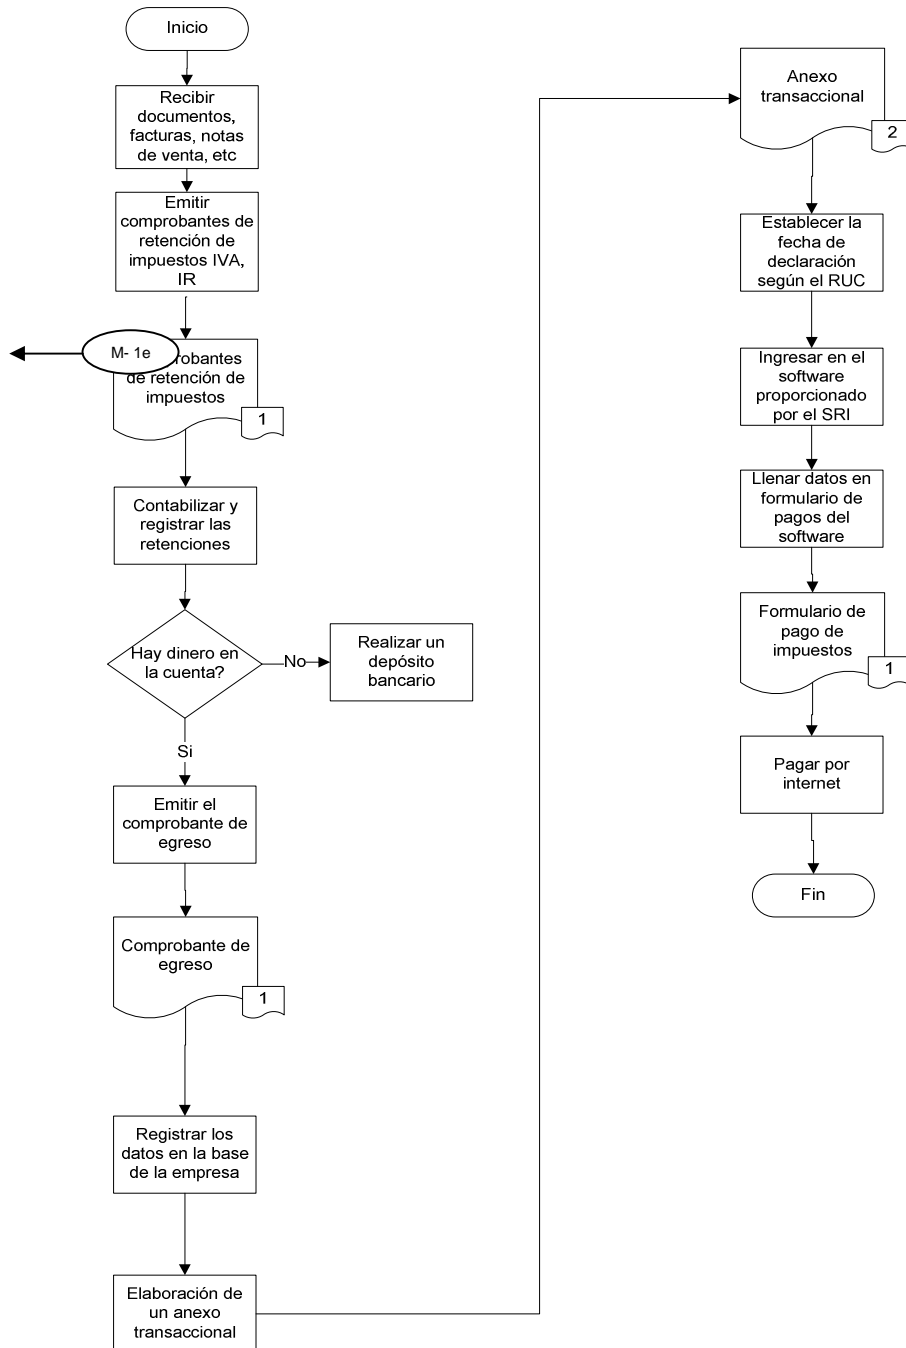 Inicio
Recibir
documentos,
facturas, notas
de venta, etc
Emitir
comprobantes de
retención de
impuestos IVA,
IR
M- 1e
robantes
de retención de
impuestos
1
Contabilizar y
registrar las
retenciones
Hay dinero en
la cuenta?
No
Realizar un
depósito
bancario
Si
Emitir el
comprobante de
egreso
Comprobante de
egreso
1
Registrar los
datos en la base
de la empresa
Elaboración de
un anexo
transaccional
Anexo
transaccional
2
Establecer la
fecha de
declaración
según el RUC
Ingresar en el
software
proporcionado
por el SRI
Llenar datos en
formulario de
pagos del
software
Formulario de
pago de
impuestos
1
Pagar por
internet
Fin